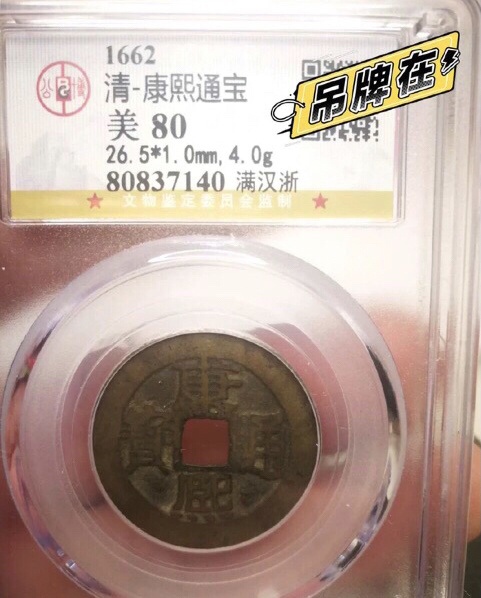 1662
清-康熙通宝
美 80
26.5*1.0mm,4.0g
80837140 满汉浙
文物鉴定委员会监制
吊牌在
康熙通寳